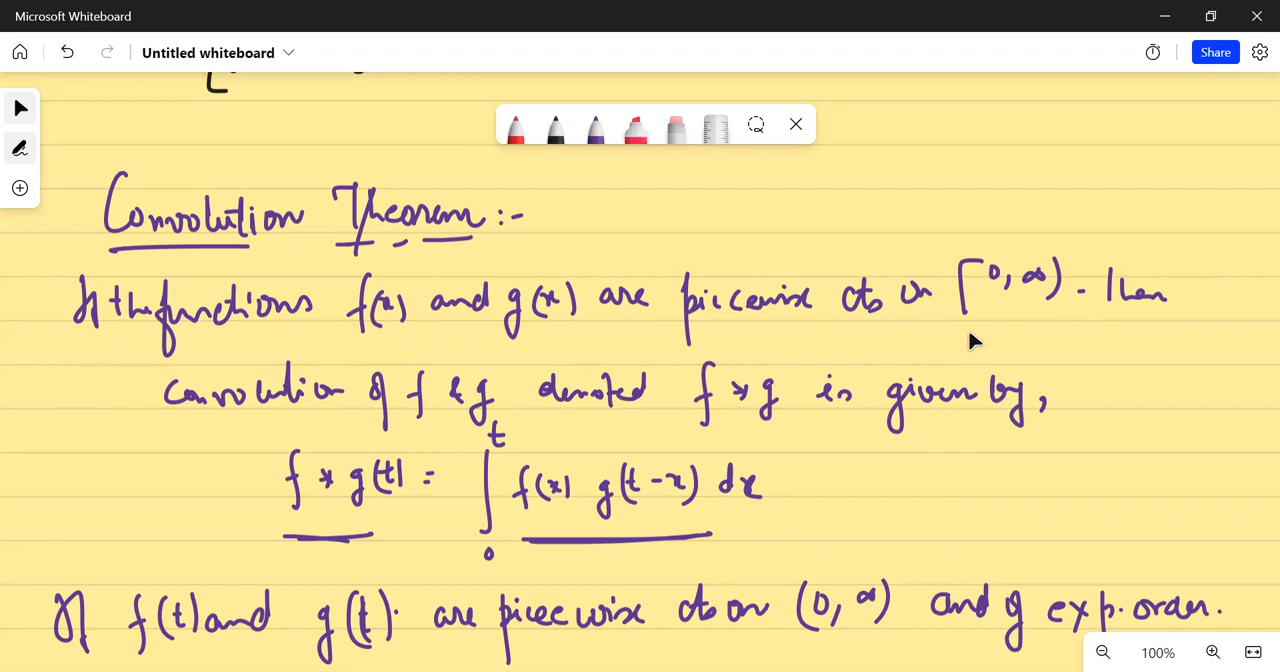 Microsoft Whiteboard
Untitled whiteboard
Share
Convolution Theorem :-
If the functions f(x) and g(x) are piecewise cts on [0, ∞). Then
convolution of f & g denoted f * g is given by,
f * g(t) = ∫₀ᵗ f(x) g(t-x) dx
If f(t) and g(t). are piecewise cts on (0, ∞) and of exp. order.
100%